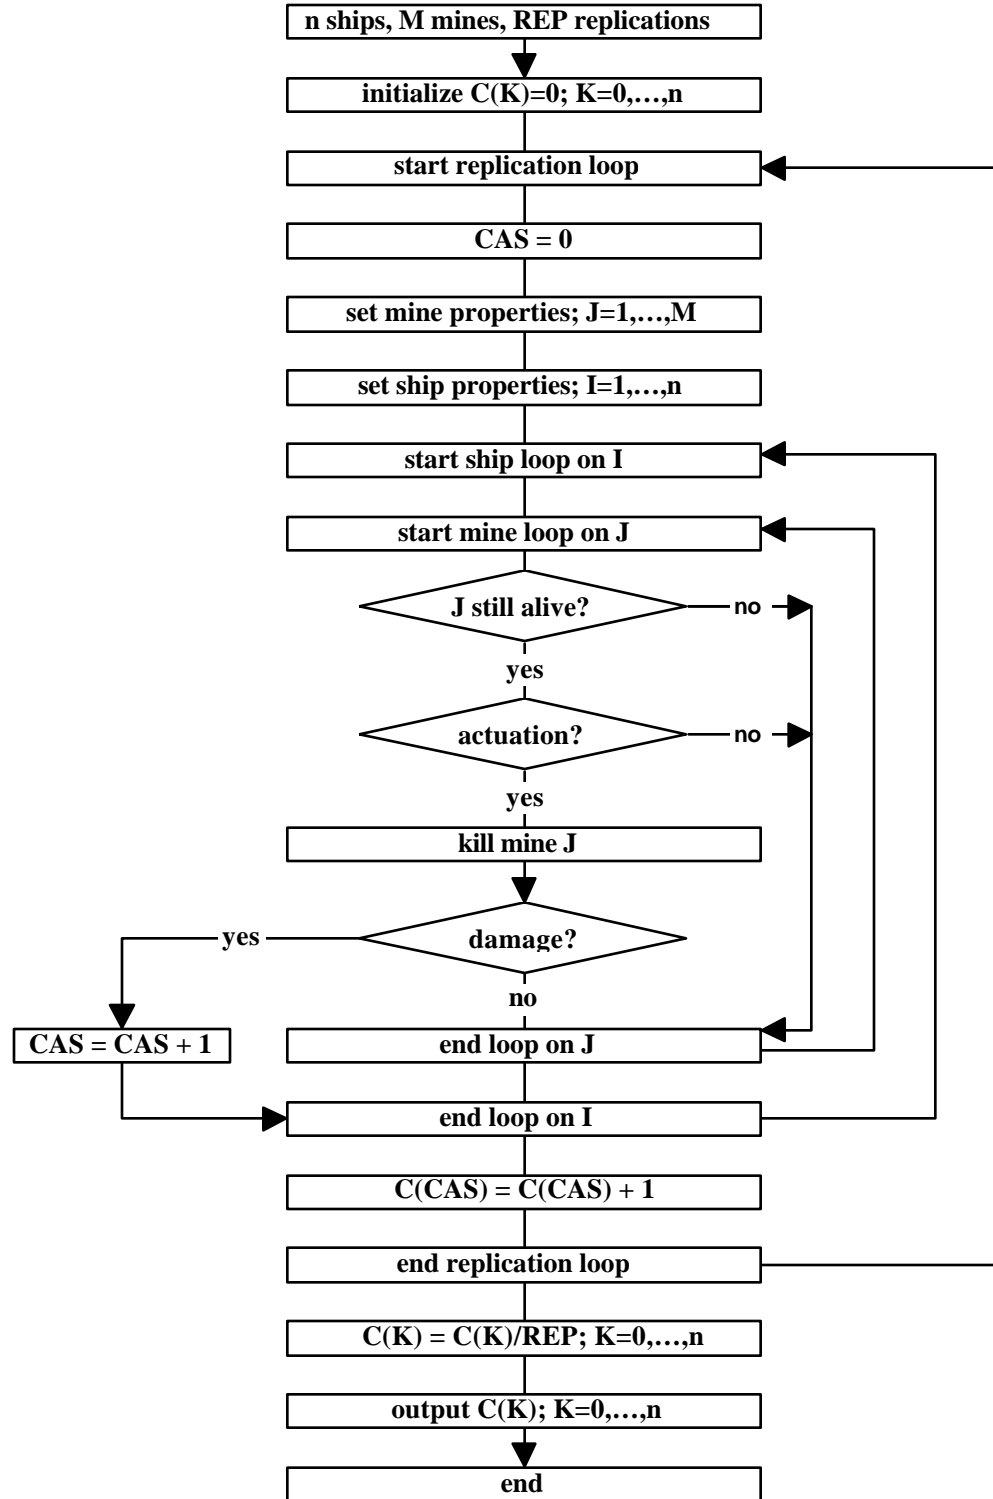 n ships, M mines, REP replications
initialize C(K)=0; K=0,…,n
start replication loop
CAS = 0
set mine properties; J=1,…,M
set ship properties; I=1,…,n
start ship loop on I
start mine loop on J
J still alive?
no
yes
actuation?
no
yes
kill mine J
damage?
yes
no
CAS = CAS + 1
end loop on J
end loop on I
C(CAS) = C(CAS) + 1
end replication loop
C(K) = C(K)/REP; K=0,…,n
output C(K); K=0,…,n
end